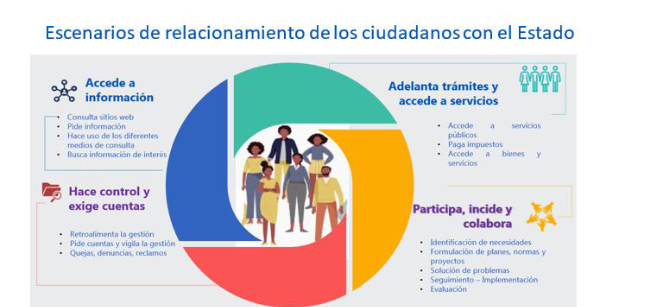 Escenarios de relacionamiento de los ciudadanos con el Estado
Accede a
información
Consulta sitios web
Pide información
Hace uso de los diferentes
medios de consulta
Busca información de interés
Adelanta trámites y
accede a servicios
Accede a servicios
públicos
Paga impuestos
Accede a bienes y
servicios
Hace control y
exige cuentas
Retroalimenta la gestión
Pide cuentas y vigila la gestión
Quejas, denuncias, reclamos
Participa, incide y
colabora
Identificación de necesidades
Formulación de planes, normas y
proyectos
Solución de problemas
Seguimiento – Implementación
Evaluación